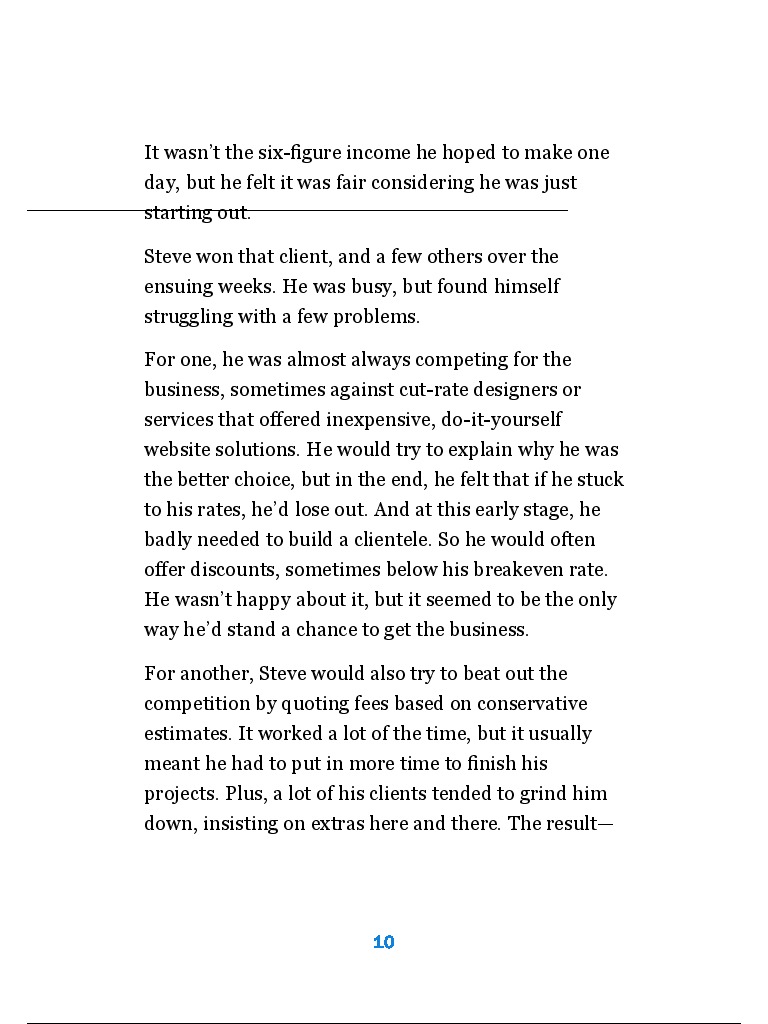 It wasn’t the six-figure income he hoped to make one
day, but he felt it was fair considering he was just
starting out.
Steve won that client, and a few others over the
ensuing weeks. He was busy, but found himself
struggling with a few problems.
For one, he was almost always competing for the
business, sometimes against cut-rate designers or
services that offered inexpensive, do-it-yourself
website solutions. He would try to explain why he was
the better choice, but in the end, he felt that if he stuck
to his rates, he’d lose out. And at this early stage, he
badly needed to build a clientele. So he would often
offer discounts, sometimes below his breakeven rate.
He wasn’t happy about it, but it seemed to be the only
way he’d stand a chance to get the business.
For another, Steve would also try to beat out the
competition by quoting fees based on conservative
estimates. It worked a lot of the time, but it usually
meant he had to put in more time to finish his
projects. Plus, a lot of his clients tended to grind him
down, insisting on extras here and there. The result—
10